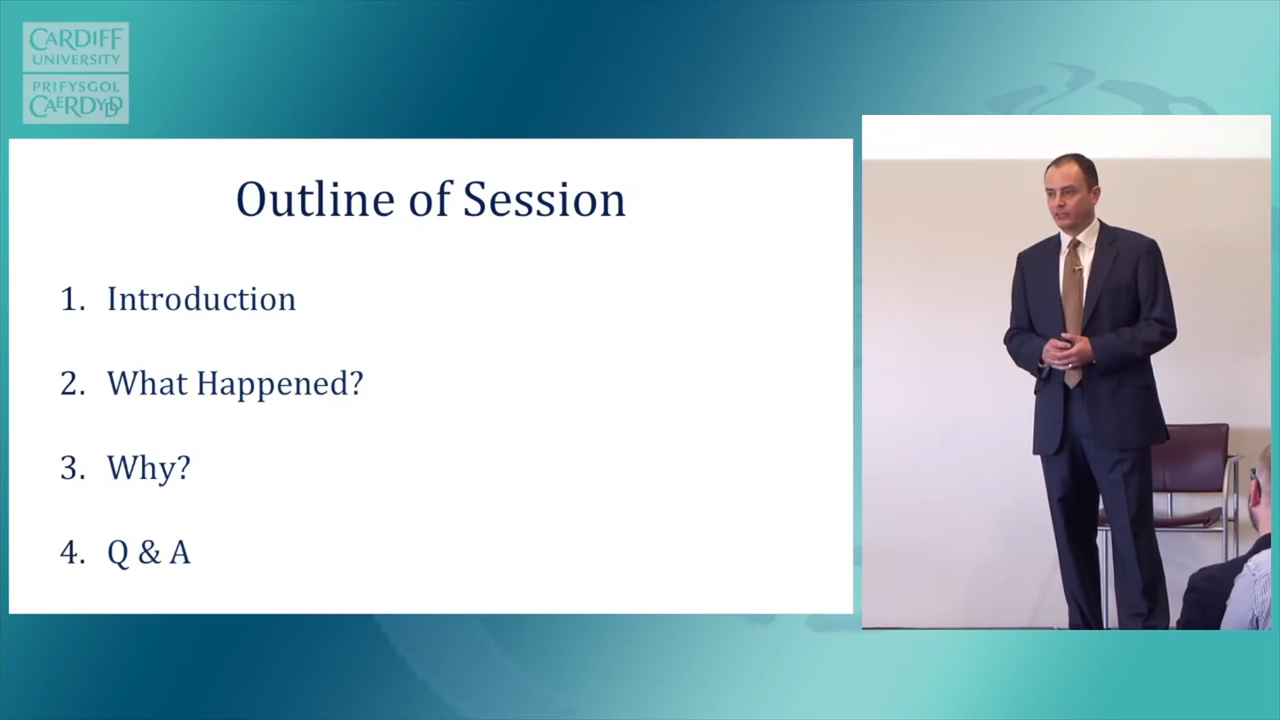 CARDIFF
UNIVERSITY
PRIFYSGOL
CAERDYDD
Outline of Session
1. Introduction
2. What Happened?
3. Why?
4. Q & A